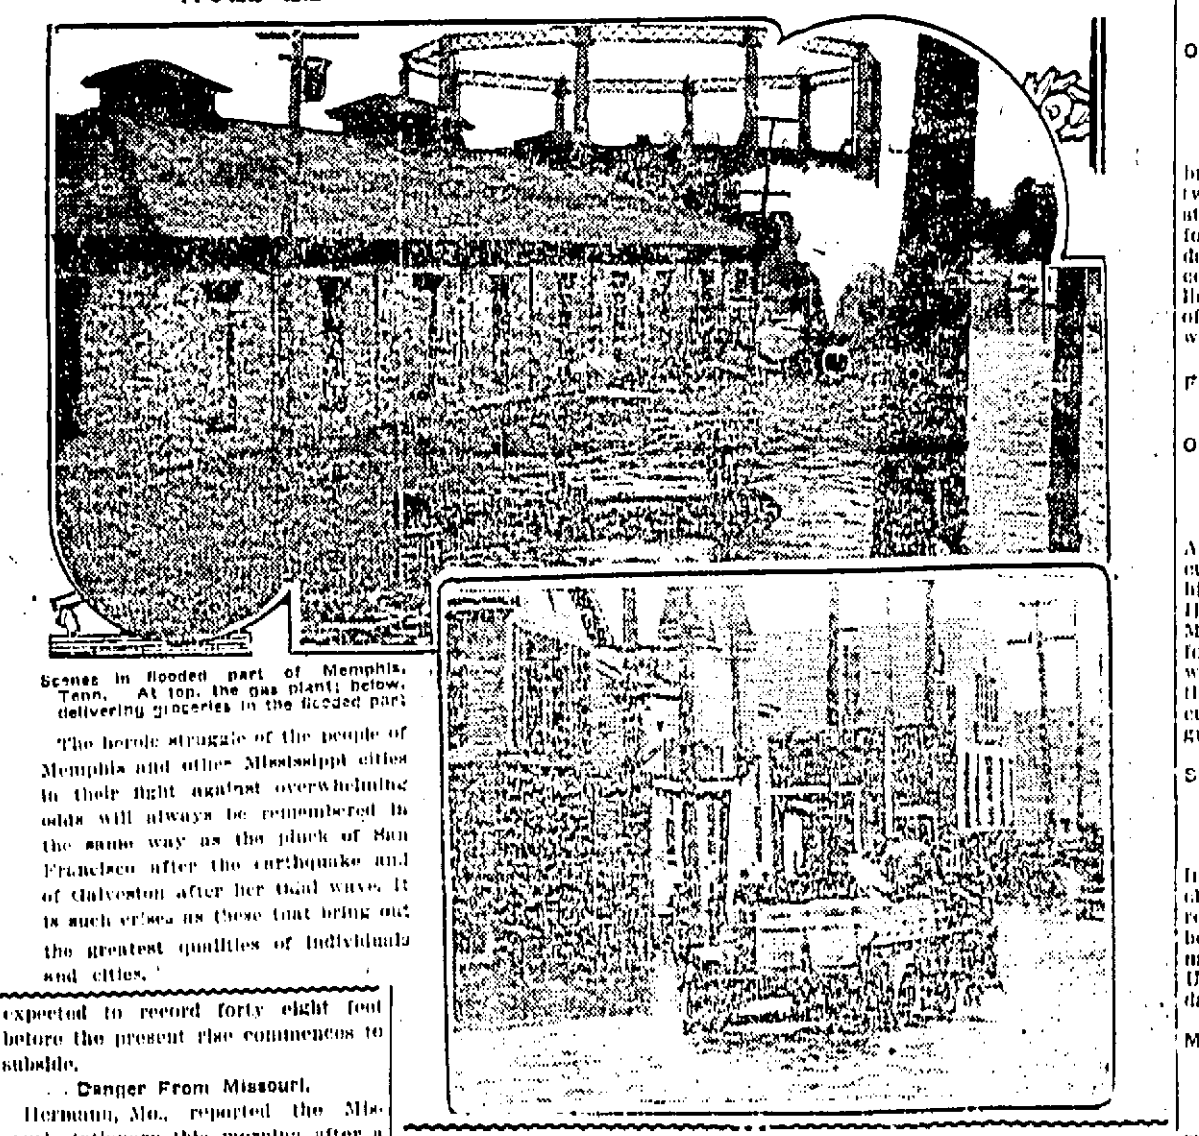 Scenes in flooded part of Memphis,
Tenn. At top, the gas plant; below,
delivering groceries in the flooded part
The heroic struggle of the people of
Memphis and other Mississippi cities
in their fight against overwhelming
odds will always be remembered in
the same way as the pluck of San
Francisco after the earthquake and
of Galveston after her tidal wave. It
is such crises as these that bring out
the greatest qualities of individuals
and cities.
expected to record forty eight feet
before the present rise commences to
subside.
Danger From Missouri.
Hermann, Mo., reported the Mis-
this morning after a